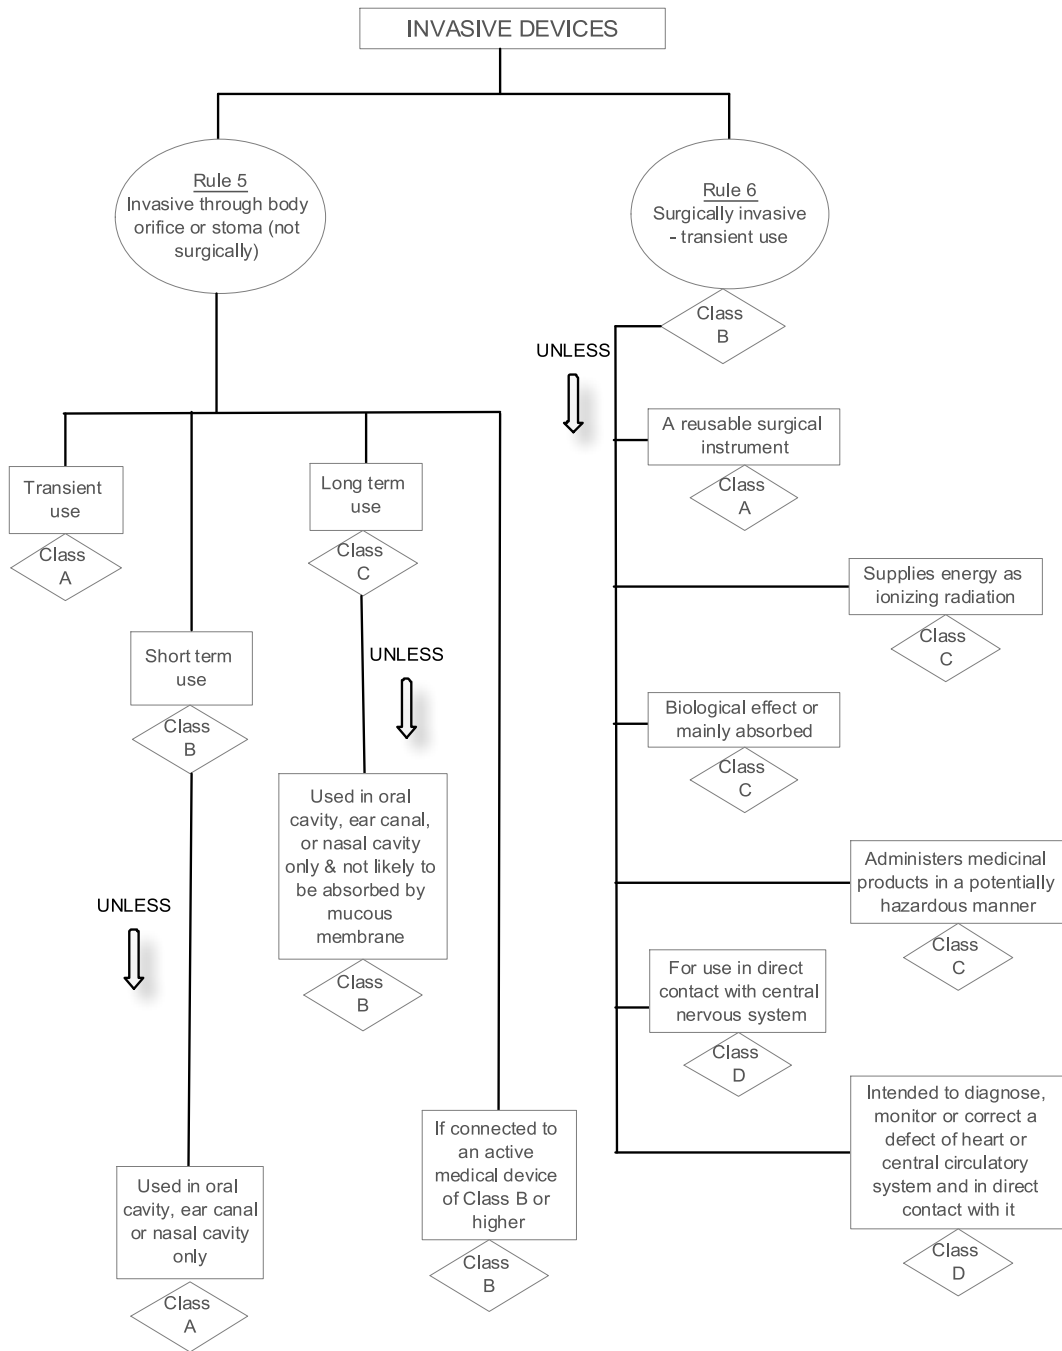 INVASIVE DEVICES
Rule 5
Invasive through body
orifice or stoma (not
surgically)
Transient
use
Class
A
Short term
use
Class
B
UNLESS
Used in oral
cavity, ear canal
or nasal cavity
only
Class
A
Long term
use
Class
C
UNLESS
Used in oral
cavity, ear canal,
or nasal cavity
only & not likely to
be absorbed by
mucous
membrane
Class
B
If connected to
an active
medical device
of Class B or
higher
Class
B
Rule 6
Surgically invasive
- transient use
Class
B
UNLESS
A reusable surgical
instrument
Class
A
Supplies energy as
ionizing radiation
Class
C
Biological effect or
mainly absorbed
Class
C
Administers medicinal
products in a potentially
hazardous manner
Class
C
For use in direct
contact with central
nervous system
Class
D
Intended to diagnose,
monitor or correct a
defect of heart or
central circulatory
system and in direct
contact with it
Class
D